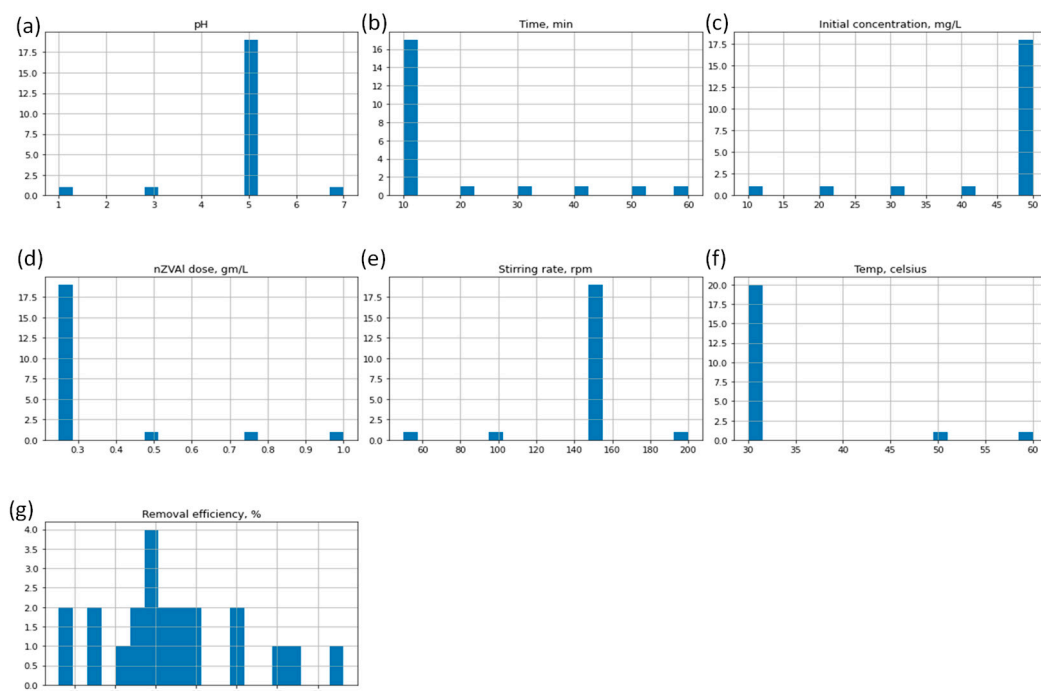 (a)
pH
17.5
15.0
12.5
10.0
7.5
5.0
2.5
0.0
1 2 3 4 5 6 7
(b)
Time, min
16
14
12
10
8
6
4
2
0
10 20 30 40 50 60
(c)
Initial concentration, mg/L
17.5
15.0
12.5
10.0
7.5
5.0
2.5
0.0
10 15 20 25 30 35 40 45 50
(d)
nZVAl dose, gm/L
17.5
15.0
12.5
10.0
7.5
5.0
2.5
0.0
0.3 0.4 0.5 0.6 0.7 0.8 0.9 1.0
(e)
Stirring rate, rpm
17.5
15.0
12.5
10.0
7.5
5.0
2.5
0.0
60 80 100 120 140 160 180 200
(f)
Temp, celsius
20.0
17.5
15.0
12.5
10.0
7.5
5.0
2.5
0.0
30 35 40 45 50 55 60
(g)
Removal efficiency, %
4.0
3.5
3.0
2.5
2.0
1.5
1.0
0.5
0.0